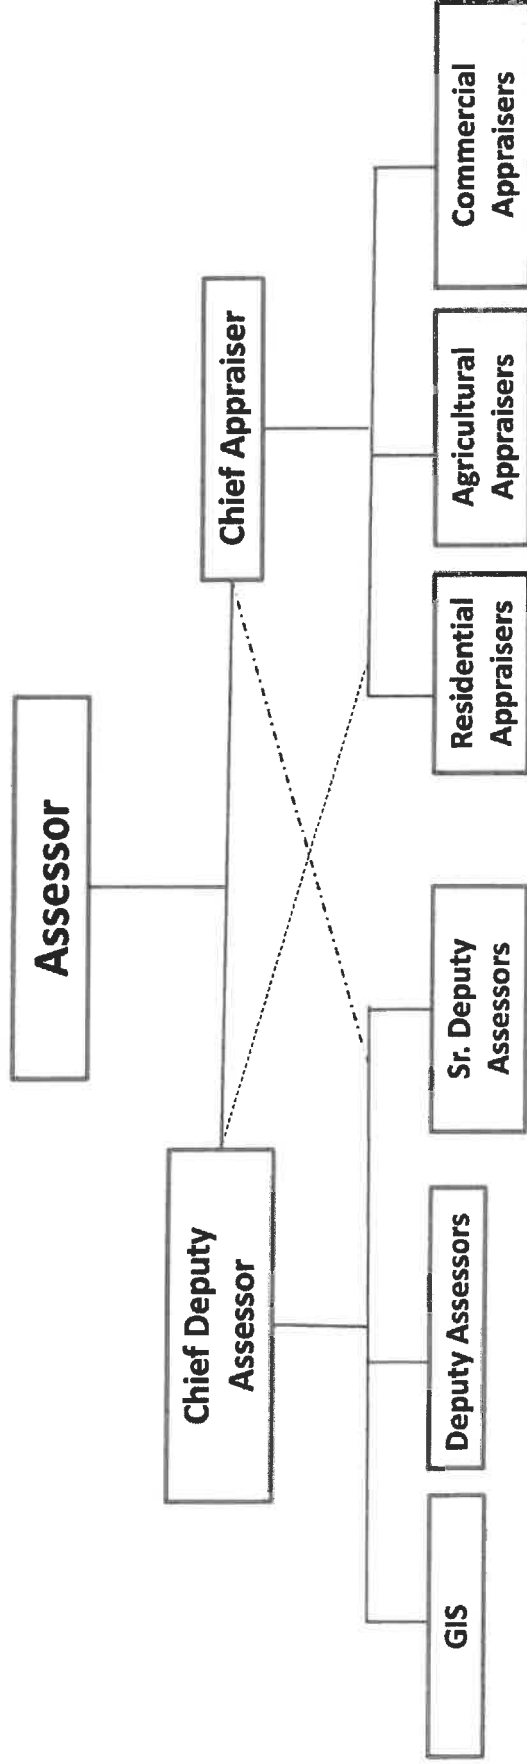 Assessor
Chief Deputy
Assessor
Chief Appraiser
GIS
Deputy Assessors
Sr. Deputy
Assessors
Residential
Appraisers
Agricultural
Appraisers
Commercial
Appraisers